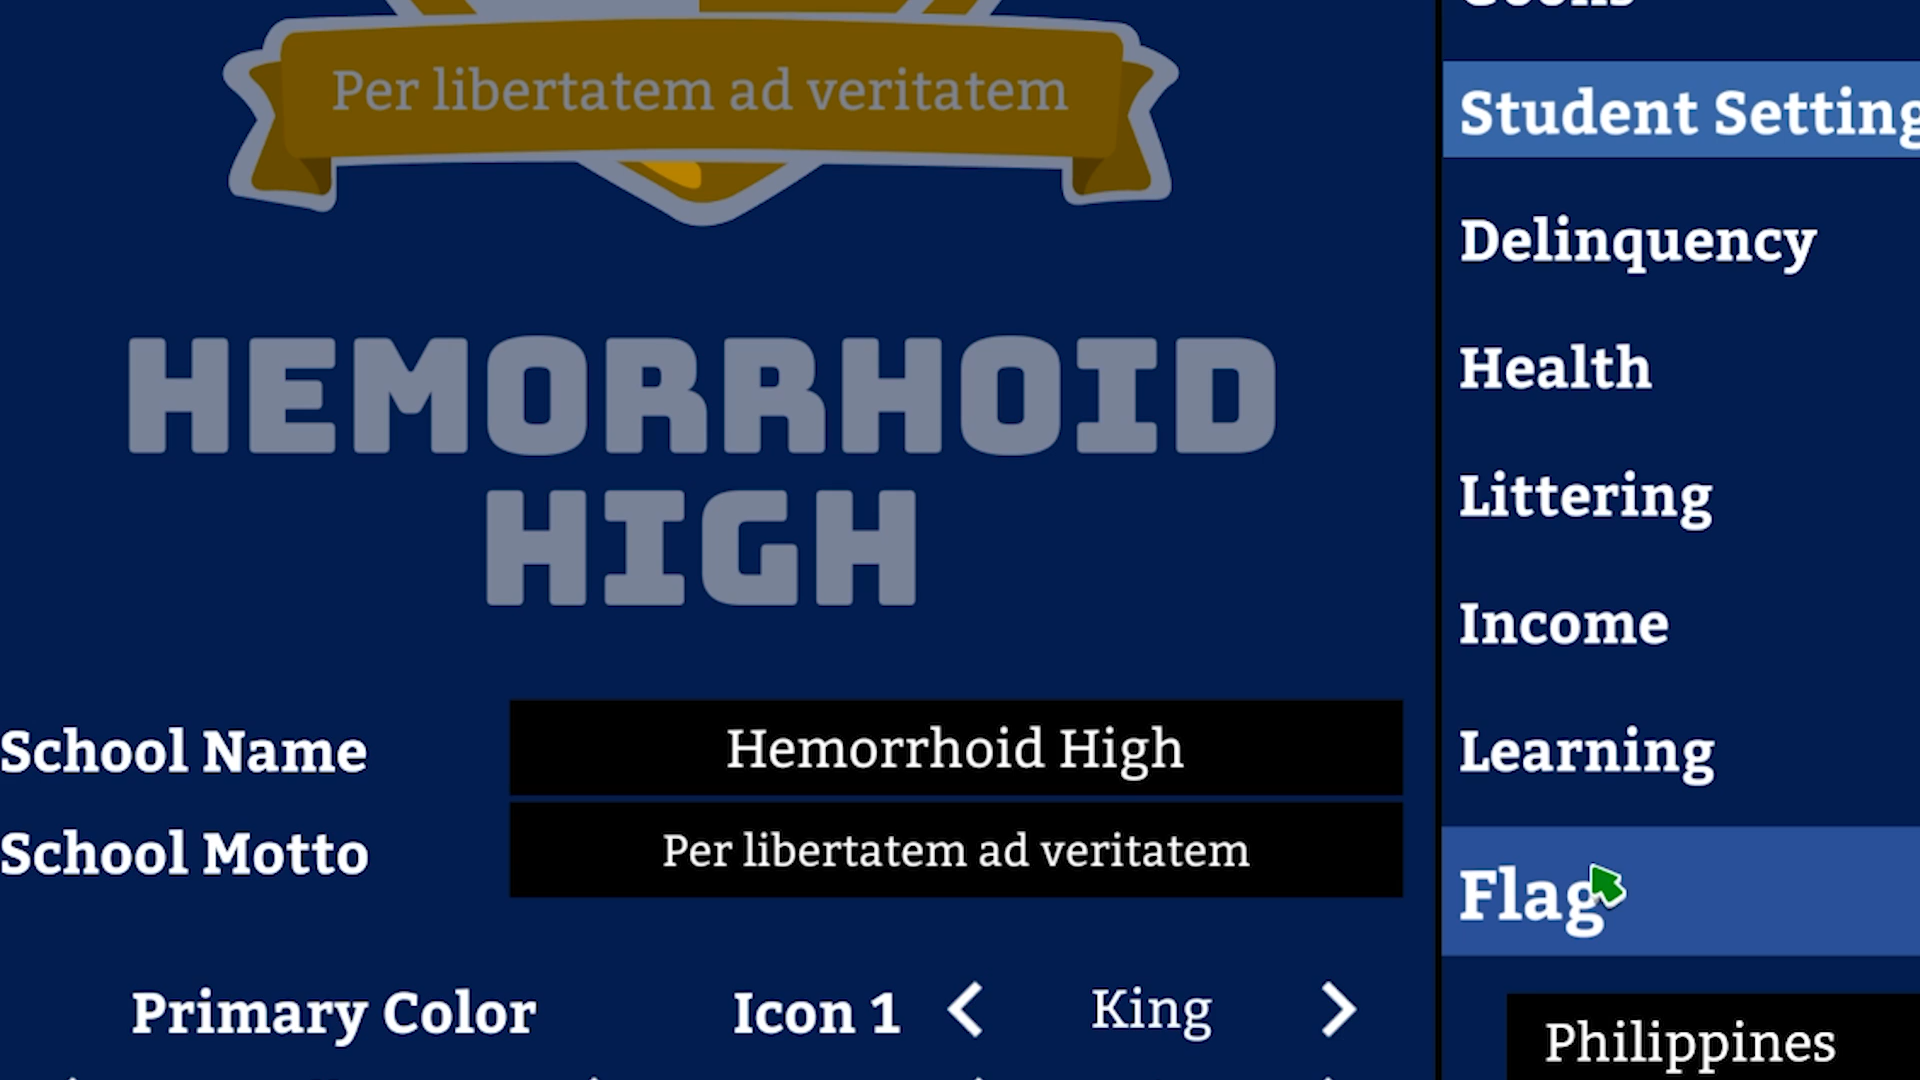 Per libertatem ad veritatem
HEMORRHOID
HIGH
School Name
Hemorrhoid High
School Motto
Per libertatem ad veritatem
Primary Color
Icon 1
King
Student Setting
Delinquency
Health
Littering
Income
Learning
Flag
Philippines